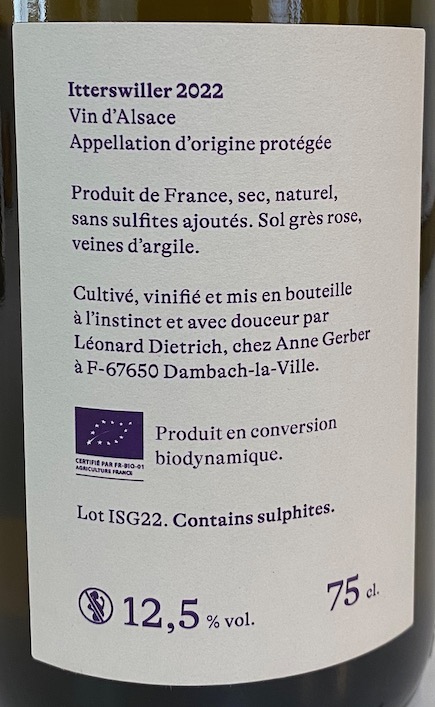 Itterswiller 2022
Vin d'Alsace
Appellation d'origine protégée
Produit de France, sec, naturel,
sans sulfites ajoutés. Sol grès rose,
veines d'argile.
Cultivé, vinifié et mis en bouteille
à l'instinct et avec douceur par
Léonard Dietrich, chez Anne Gerber
à F-67650 Dambach-la-Ville.
CERTIFIÉ PAR FR-BIO-01
AGRICULTURE FRANCE
Produit en conversion
biodynamique.
Lot ISG22. Contains sulphites.
12,5 % vol.
75 cl.